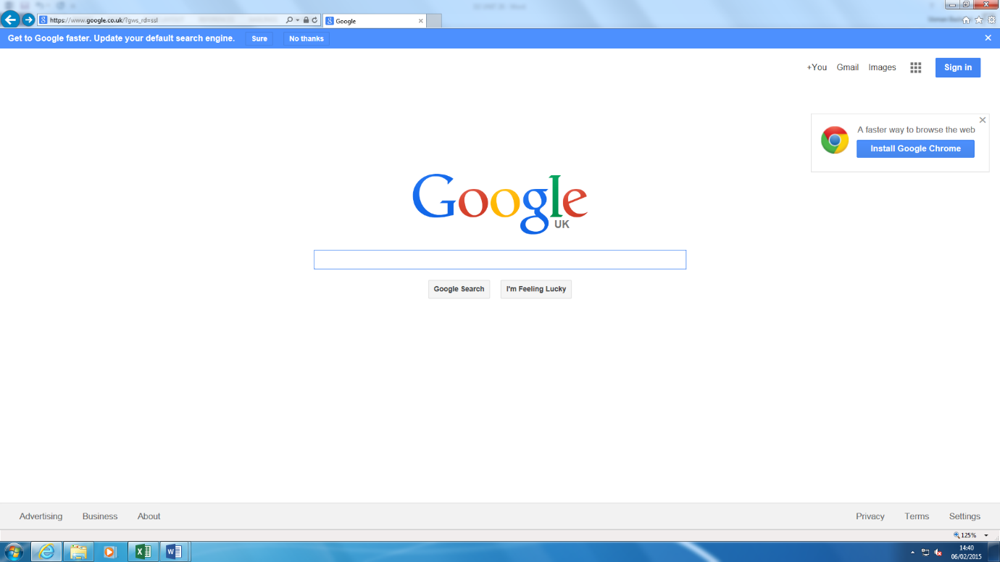 https://www.google.co.uk/?gws_rd=ssl
Google
Get to Google faster. Update your default search engine. Sure No thanks
+You Gmail Images Sign in
A faster way to browse the web
Install Google Chrome
Google
UK
Google Search I'm Feeling Lucky
Advertising Business About Privacy Terms Settings
125%
14:40
06/02/2015